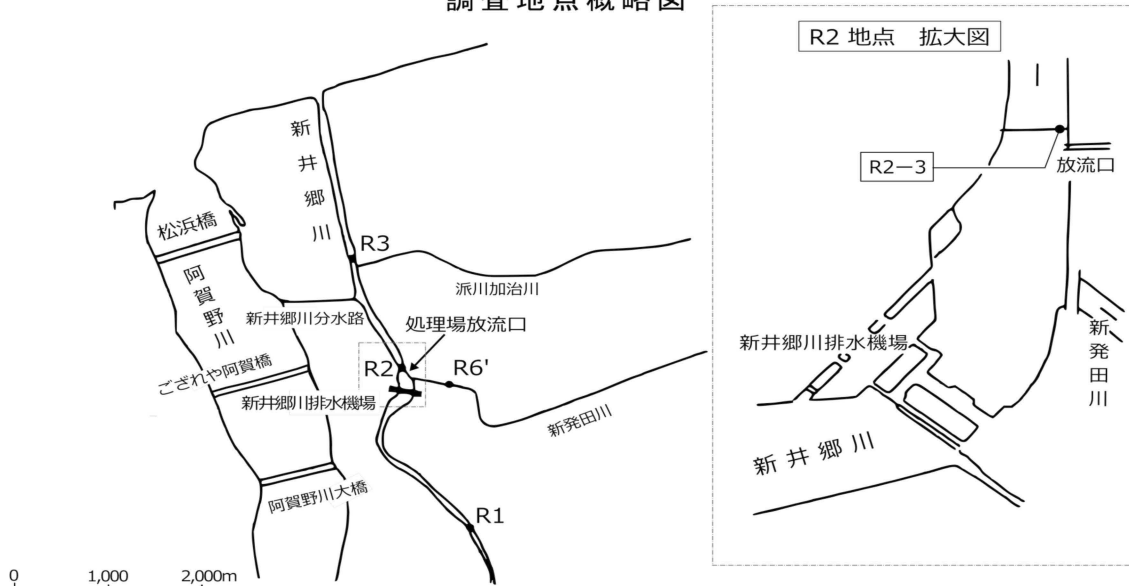 調査地点概略図
R2 地点　拡大図
新井郷川
R2－3
放流口
松浜橋
R3
阿賀野川
派川加治川
新井郷川分水路
処理場放流口
新井郷川排水機場
新発田川
ござれや阿賀橋
R2
R6'
新井郷川排水機場
新発田川
新井郷川
阿賀野川大橋
R1
0 1,000 2,000m